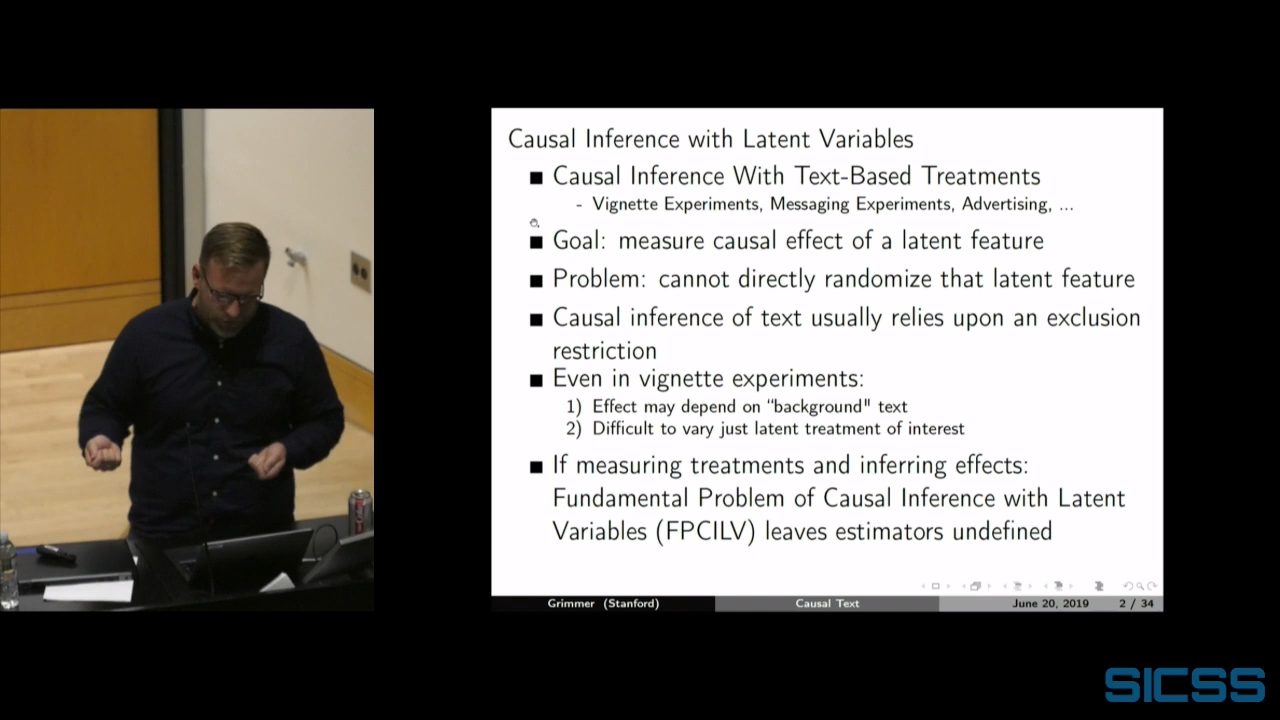 Causal Inference with Latent Variables
■ Causal Inference With Text-Based Treatments
- Vignette Experiments, Messaging Experiments, Advertising, ...
■ Goal: measure causal effect of a latent feature
■ Problem: cannot directly randomize that latent feature
■ Causal inference of text usually relies upon an exclusion
restriction
■ Even in vignette experiments:
1) Effect may depend on “background" text
2) Difficult to vary just latent treatment of interest
■ If measuring treatments and inferring effects:
Fundamental Problem of Causal Inference with Latent
Variables (FPCILV) leaves estimators undefined
Grimmer (Stanford) Causal Text June 20, 2019 2 / 34
SICSS